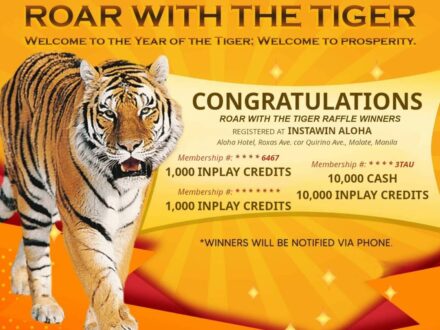 ROAR WITH THE TIGER
WELCOME TO THE YEAR OF THE TIGER; WELCOME TO PROSPERITY.
CONGRATULATIONS
ROAR WITH THE TIGER RAFFLE WINNERS
REGISTERED AT INSTAWIN ALOHA
Aloha Hotel, Roxas Ave. cor Quirino Ave., Malate, Manila
Membership #: * * * * 6467
1,000 INPLAY CREDITS
Membership #: * * * * * * *
1,000 INPLAY CREDITS
Membership #: * * * * 3TAU
10,000 CASH
10,000 INPLAY CREDITS
*WINNERS WILL BE NOTIFIED VIA PHONE.